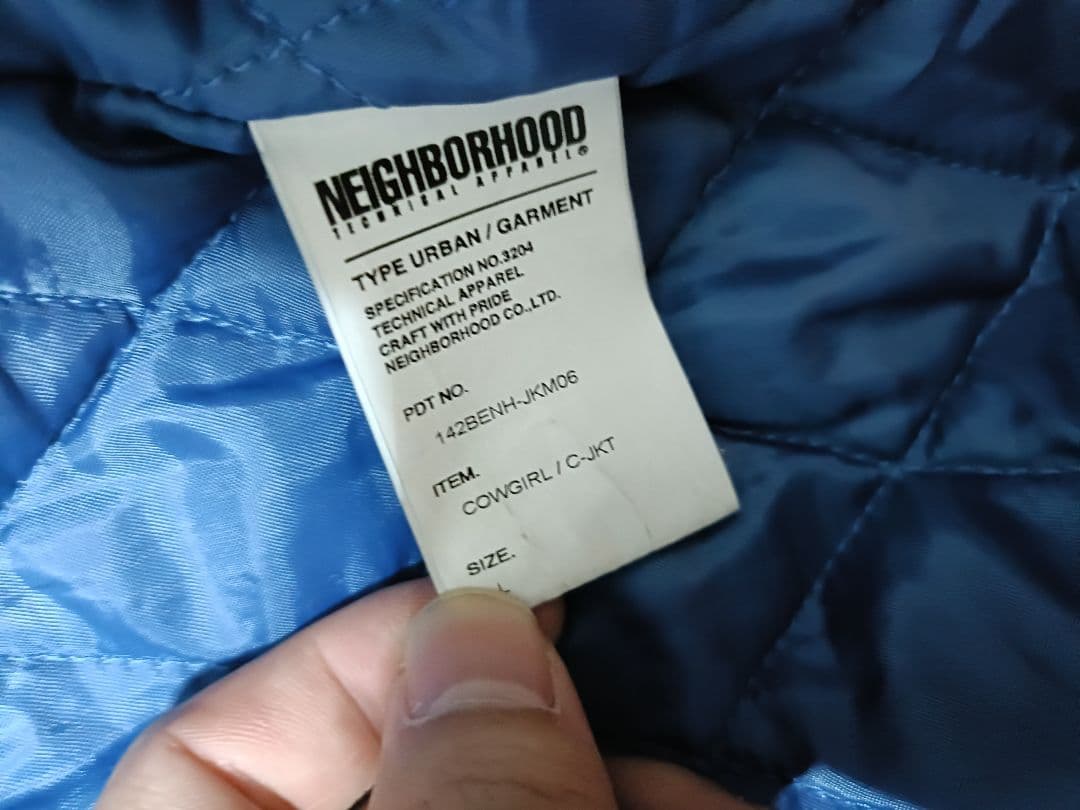 NEIGHBORHOOD
TECHNICAL APPAREL®
TYPE URBAN / GARMENT
SPECIFICATION NO.3204
TECHNICAL APPAREL
CRAFT WITH PRIDE
NEIGHBORHOOD CO.,LTD.
PDT NO.
142BENH-JKM06
ITEM.
COWGIRL / C-JKT
SIZE.
L